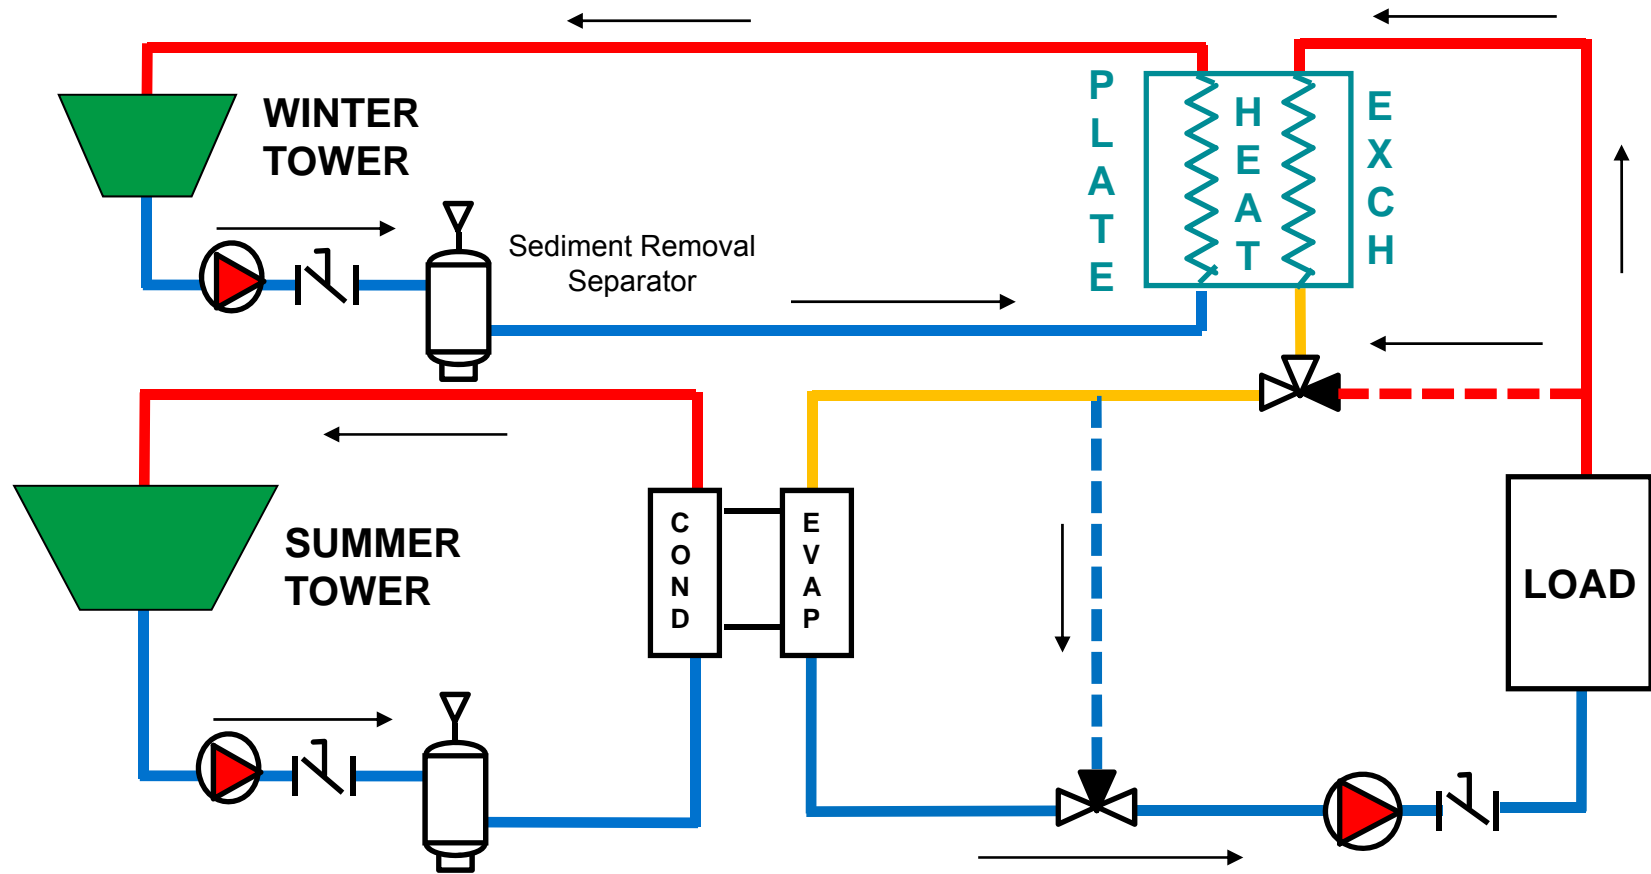 WINTER
TOWER
Sediment Removal
Separator
PLATE
HEAT
EXCH
SUMMER
TOWER
COND
EVAP
LOAD